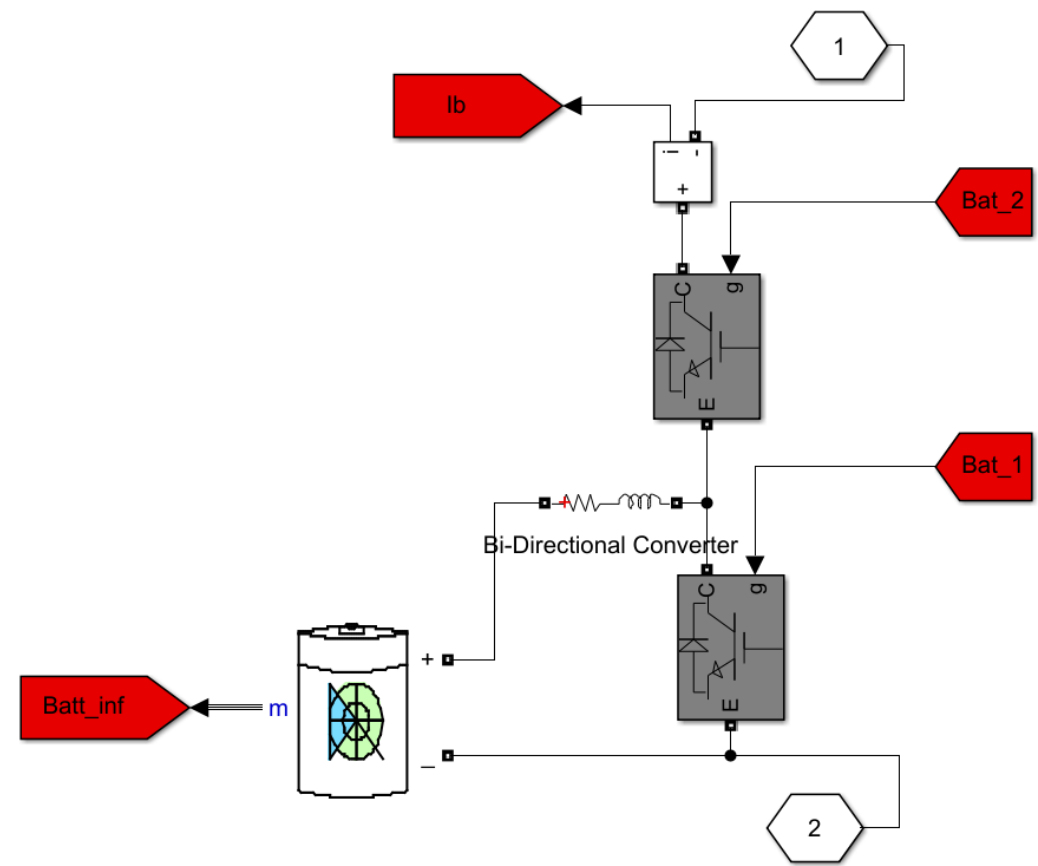 1
Ib
i
-
+
Bat_2
C
g
E
Bat_1
Bi-Directional Converter
C
g
+
E
Batt_inf
m
_
2